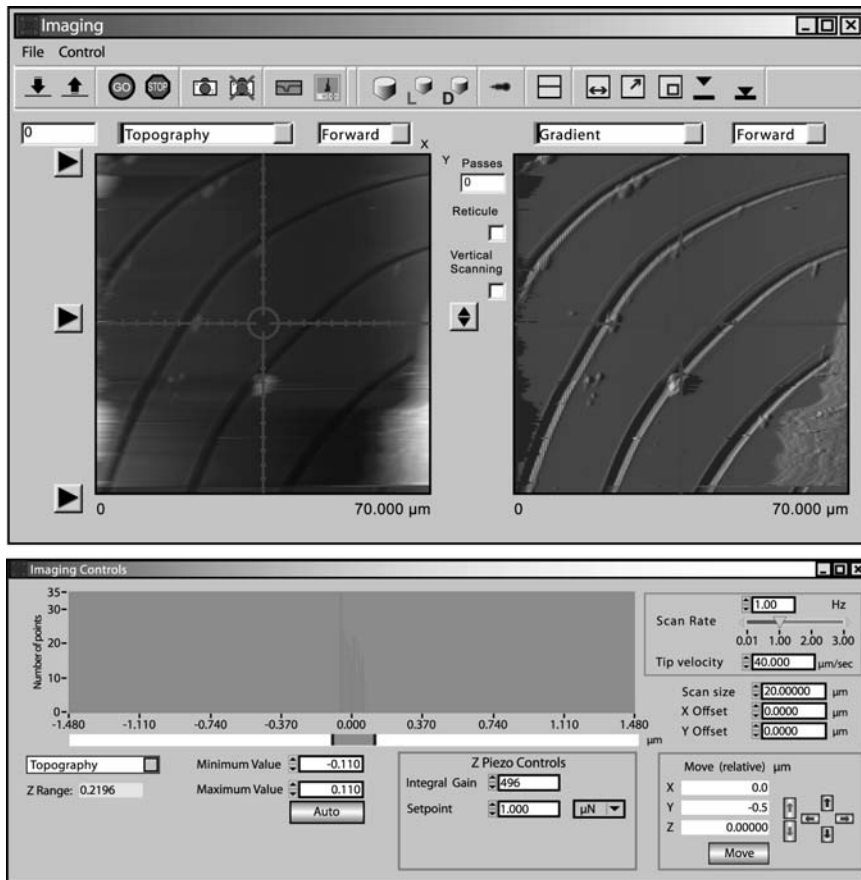 Imaging
File Control
GO STOP L D
0 Topography Forward X Gradient Forward
Y Passes
0
Reticule
Vertical
Scanning
0 70.000 µm 0 70.000 µm
Imaging Controls
Number of points
35
30
20
10
0
-1.480 -1.110 -0.740 -0.370 0.000 0.370 0.740 1.110 1.480
µm
1.00 Hz
Scan Rate
0.01 1.00 2.00 3.00
Tip velocity 40.000 µm/sec
Scan size 20.00000 µm
X Offset 0.0000 µm
Y Offset 0.0000 µm
Topography
Z Range: 0.2196
Minimum Value -0.110
Maximum Value 0.110
Auto
Z Piezo Controls
Integral Gain 496
Setpoint 1.000 µN
Move (relative) µm
X 0.0
Y -0.5
Z 0.00000
Move